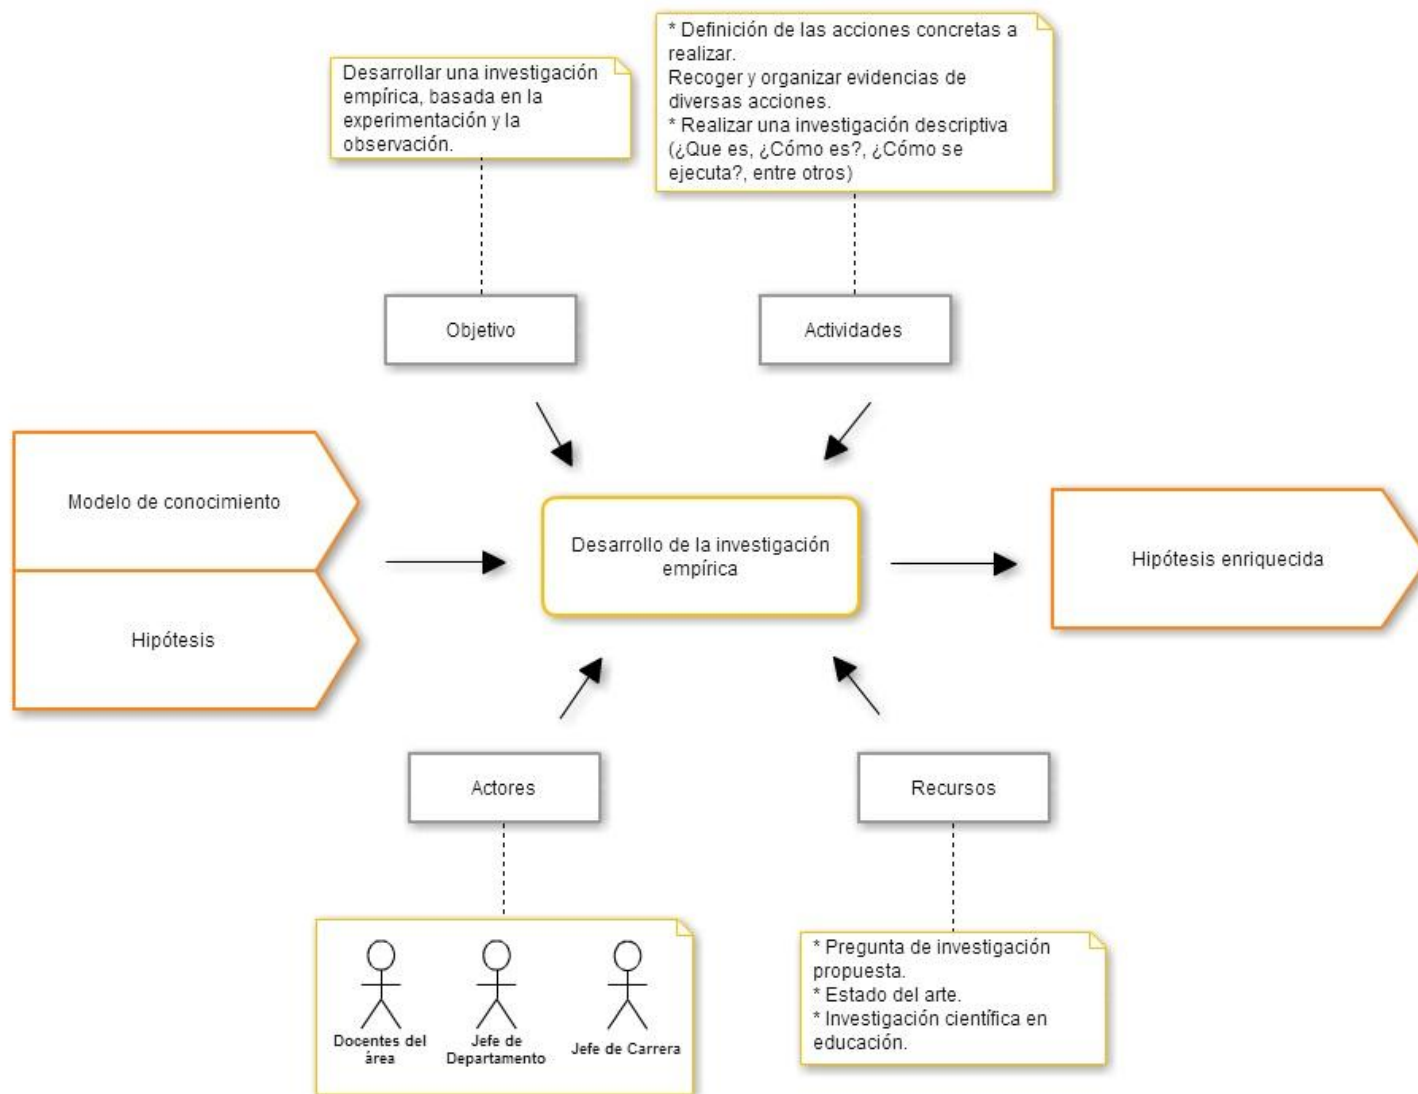 Desarrollar una investigación
empírica, basada en la
experimentación y la
observación.
* Definición de las acciones concretas a
realizar.
Recoger y organizar evidencias de
diversas acciones.
* Realizar una investigación descriptiva
(¿Que es, ¿Cómo es?, ¿Cómo se
ejecuta?, entre otros)
Objetivo
Actividades
Modelo de conocimiento
Hipótesis
Desarrollo de la investigación
empírica
Hipótesis enriquecida
Actores
Recursos
Docentes del
área
Jefe de
Departamento
Jefe de Carrera
* Pregunta de investigación
propuesta.
* Estado del arte.
* Investigación científica en
educación.